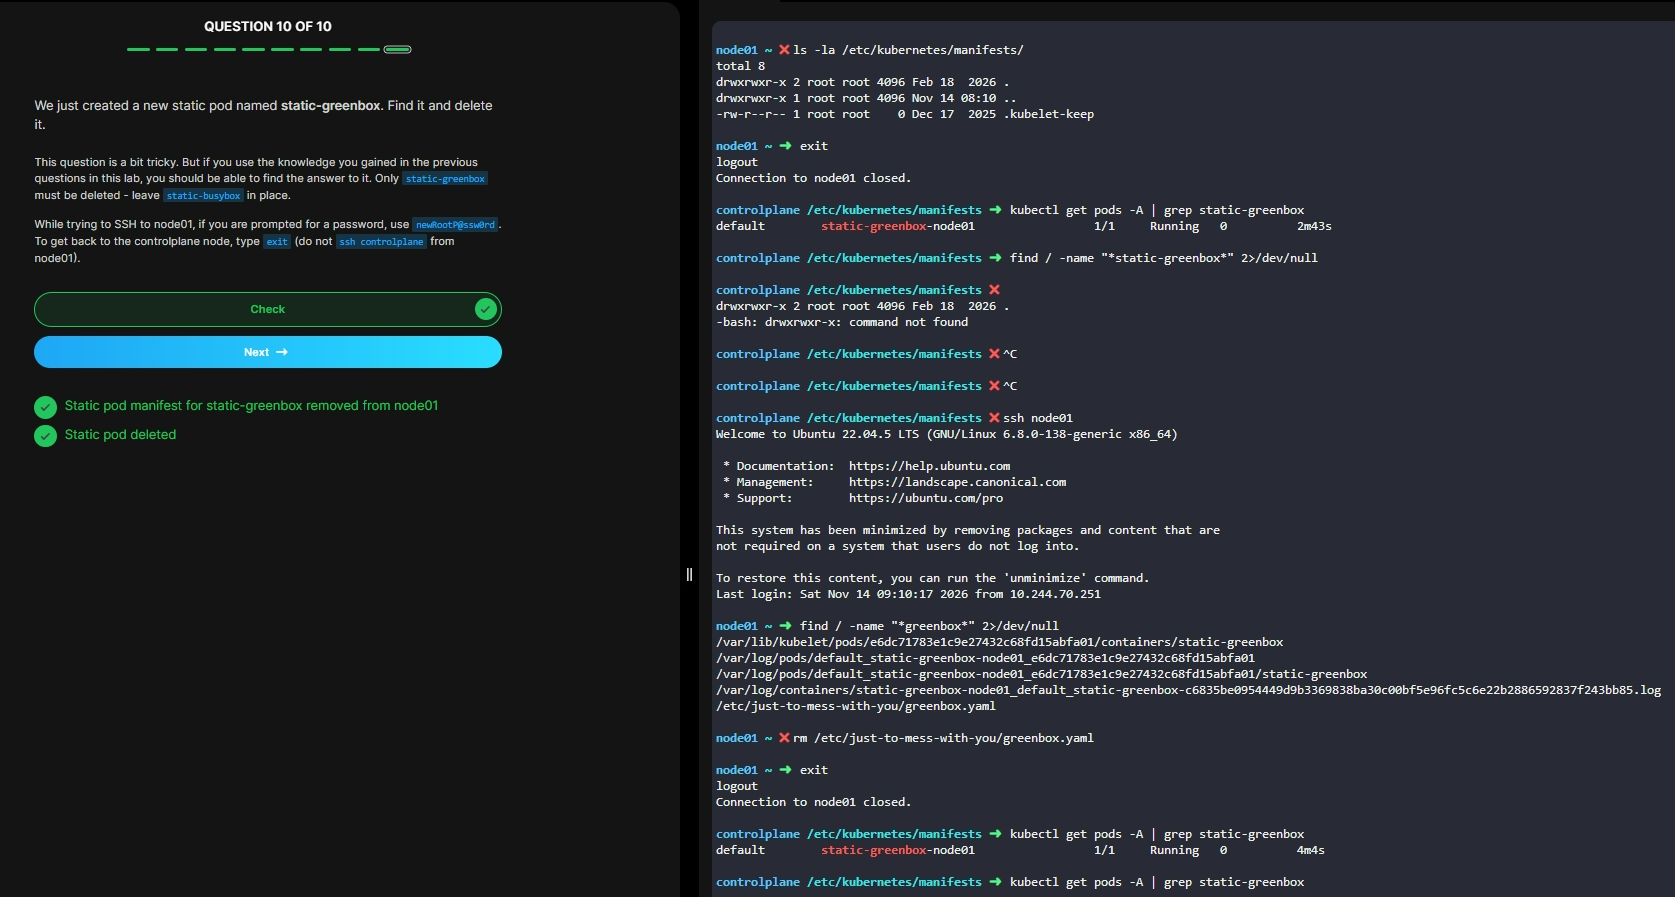 QUESTION 10 OF 10
We just created a new static pod named static-greenbox. Find it and delete
it.
This question is a bit tricky. But if you use the knowledge you gained in the previous
questions in this lab, you should be able to find the answer to it. Only static-greenbox
must be deleted - leave static-busybox in place.
While trying to SSH to node01, if you are prompted for a password, use newRootP@ssw0rd.
To get back to the controlplane node, type exit (do not ssh controlplane from
node01).
Check
Next →
Static pod manifest for static-greenbox removed from node01
Static pod deleted
node01 ~ ✖ ls -la /etc/kubernetes/manifests/
total 8
drwxrwxr-x 2 root root 4096 Feb 18  2026 .
drwxrwxr-x 1 root root 4096 Nov 14 08:10 ..
-rw-r--r-- 1 root root    0 Dec 17  2025 .kubelet-keep
node01 ~ ➜ exit
logout
Connection to node01 closed.
controlplane /etc/kubernetes/manifests ➜ kubectl get pods -A | grep static-greenbox
default        static-greenbox-node01                 1/1     Running   0          2m43s
controlplane /etc/kubernetes/manifests ➜ find / -name "*static-greenbox*" 2>/dev/null
controlplane /etc/kubernetes/manifests ✖
drwxrwxr-x 2 root root 4096 Feb 18  2026 .
-bash: drwxrwxr-x: command not found
controlplane /etc/kubernetes/manifests ✖ ^C
controlplane /etc/kubernetes/manifests ✖ ^C
controlplane /etc/kubernetes/manifests ✖ ssh node01
Welcome to Ubuntu 22.04.5 LTS (GNU/Linux 6.8.0-138-generic x86_64)
* Documentation:  https://help.ubuntu.com
* Management:     https://landscape.canonical.com
* Support:        https://ubuntu.com/pro
This system has been minimized by removing packages and content that are
not required on a system that users do not log into.
To restore this content, you can run the 'unminimize' command.
Last login: Sat Nov 14 09:10:17 2026 from 10.244.70.251
node01 ~ ➜ find / -name "*greenbox*" 2>/dev/null
/var/lib/kubelet/pods/e6dc71783e1c9e27432c68fd15abfa01/containers/static-greenbox
/var/log/pods/default_static-greenbox-node01_e6dc71783e1c9e27432c68fd15abfa01
/var/log/pods/default_static-greenbox-node01_e6dc71783e1c9e27432c68fd15abfa01/static-greenbox
/var/log/containers/static-greenbox-node01_default_static-greenbox-c6835be0954449d9b3369838ba30c00bf5e96fc5c6e22b2886592837f243bb85.log
/etc/just-to-mess-with-you/greenbox.yaml
node01 ~ ✖ rm /etc/just-to-mess-with-you/greenbox.yaml
node01 ~ ➜ exit
logout
Connection to node01 closed.
controlplane /etc/kubernetes/manifests ➜ kubectl get pods -A | grep static-greenbox
default        static-greenbox-node01                 1/1     Running   0          4m4s
controlplane /etc/kubernetes/manifests ➜ kubectl get pods -A | grep static-greenbox